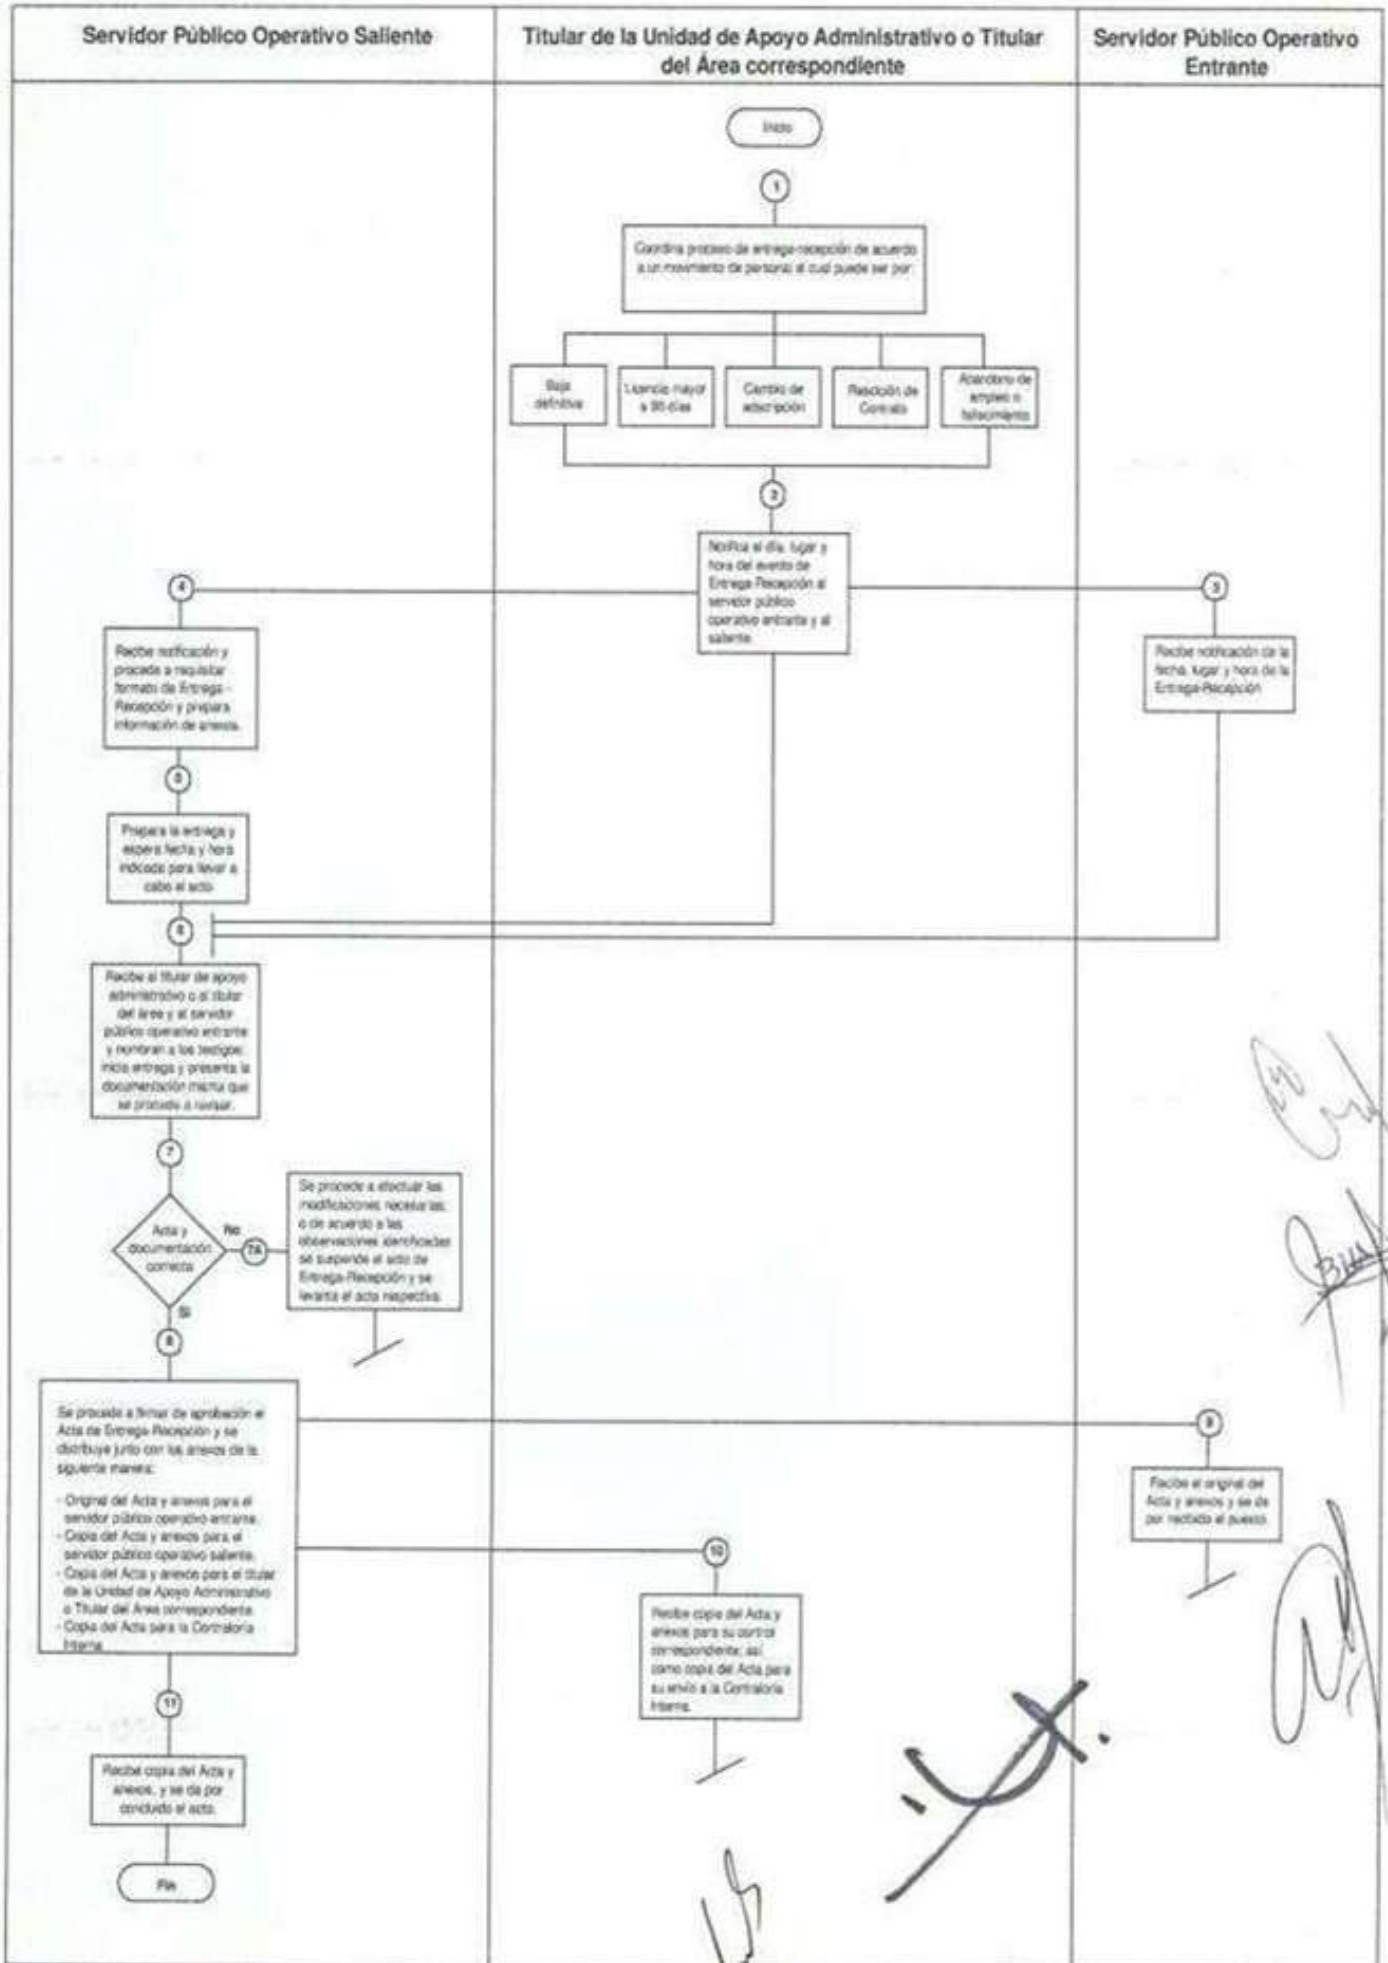 Servidor Público Operativo Saliente
Titular de la Unidad de Apoyo Administrativo o Titular
del Área correspondiente
Servidor Público Operativo
Entrante
Inicio
1
Coordina proceso de entrega-recepción de acuerdo
a un movimiento de personal el cual puede ser por:
Baja
definitiva
Licencia mayor
a 90 días
Cambio de
adscripción
Rescisión de
Contrato
Abandono de
empleo o
fallecimiento
2
Notifica el día, lugar y
hora del evento de
Entrega-Recepción al
servidor público
operativo entrante y al
saliente.
4
3
Recibe notificación y
procede a requisitar
formato de Entrega -
Recepción y prepara
información de anexos.
Recibe notificación de la
fecha, lugar y hora de la
Entrega-Recepción
5
Prepara la entrega y
espera fecha y hora
indicada para llevar a
cabo el acto
6
Recibe al titular de apoyo
administrativo o al titular
del área y al servidor
público operativo entrante
y nombran a los testigos;
inicia entrega y presenta la
documentación misma que
se procede a revisar.
7
Acta y
documentación
correcta
No
7A
Se procede a efectuar las
modificaciones necesarias,
o de acuerdo a las
observaciones identificadas
se suspende el acto de
Entrega-Recepción y se
levanta el acta respectiva.
Si
8
Se procede a firmar de aprobación el
Acta de Entrega-Recepción y se
distribuye junto con los anexos de la
siguiente manera:
- Original del Acta y anexos para el
servidor público operativo entrante.
- Copia del Acta y anexos para el
servidor público operativo saliente.
- Copia del Acta y anexos para el titular
de la Unidad de Apoyo Administrativo
o Titular del Área correspondiente.
- Copia del Acta para la Contraloría
Interna
9
Recibe el original del
Acta y anexos y se da
por recibido el puesto.
10
Recibe copia del Acta y
anexos para su control
correspondiente; así
como copia del Acta para
su envío a la Contraloría
Interna.
11
Recibe copia del Acta y
anexos, y se da por
concluido el acto.
Fin